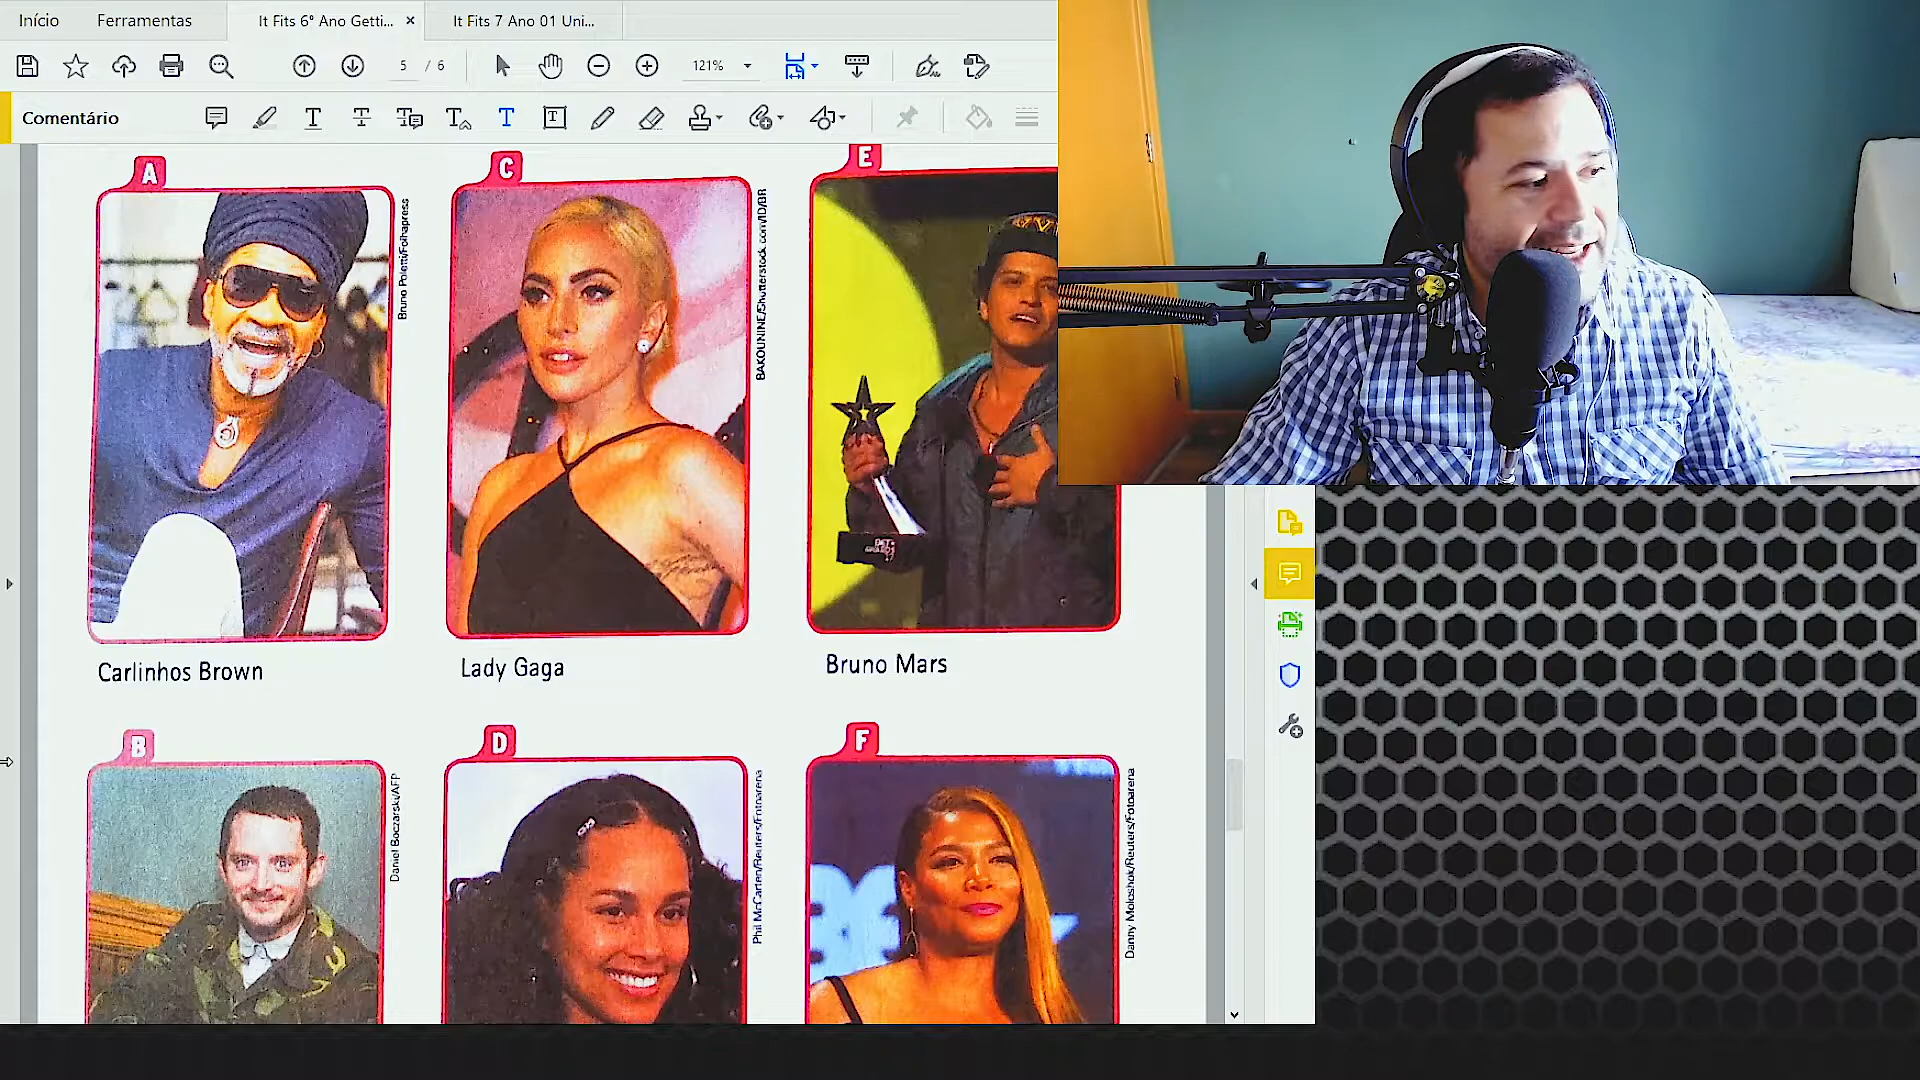 Início
Ferramentas
It Fits 6º Ano Getti...
It Fits 7 Ano 01 Uni...
5 / 6
121%
Comentário
A
C
E
Bruno Poletti/Folhapress
BAKOUNINE/Shutterstock.com/ID/BR
BET
AWARDS
Carlinhos Brown
Lady Gaga
Bruno Mars
B
D
F
Daniel Boczarski/AFP
Phil McCarten/Reuters/Fotoarena
Danny Moloshok/Reuters/Fotoarena